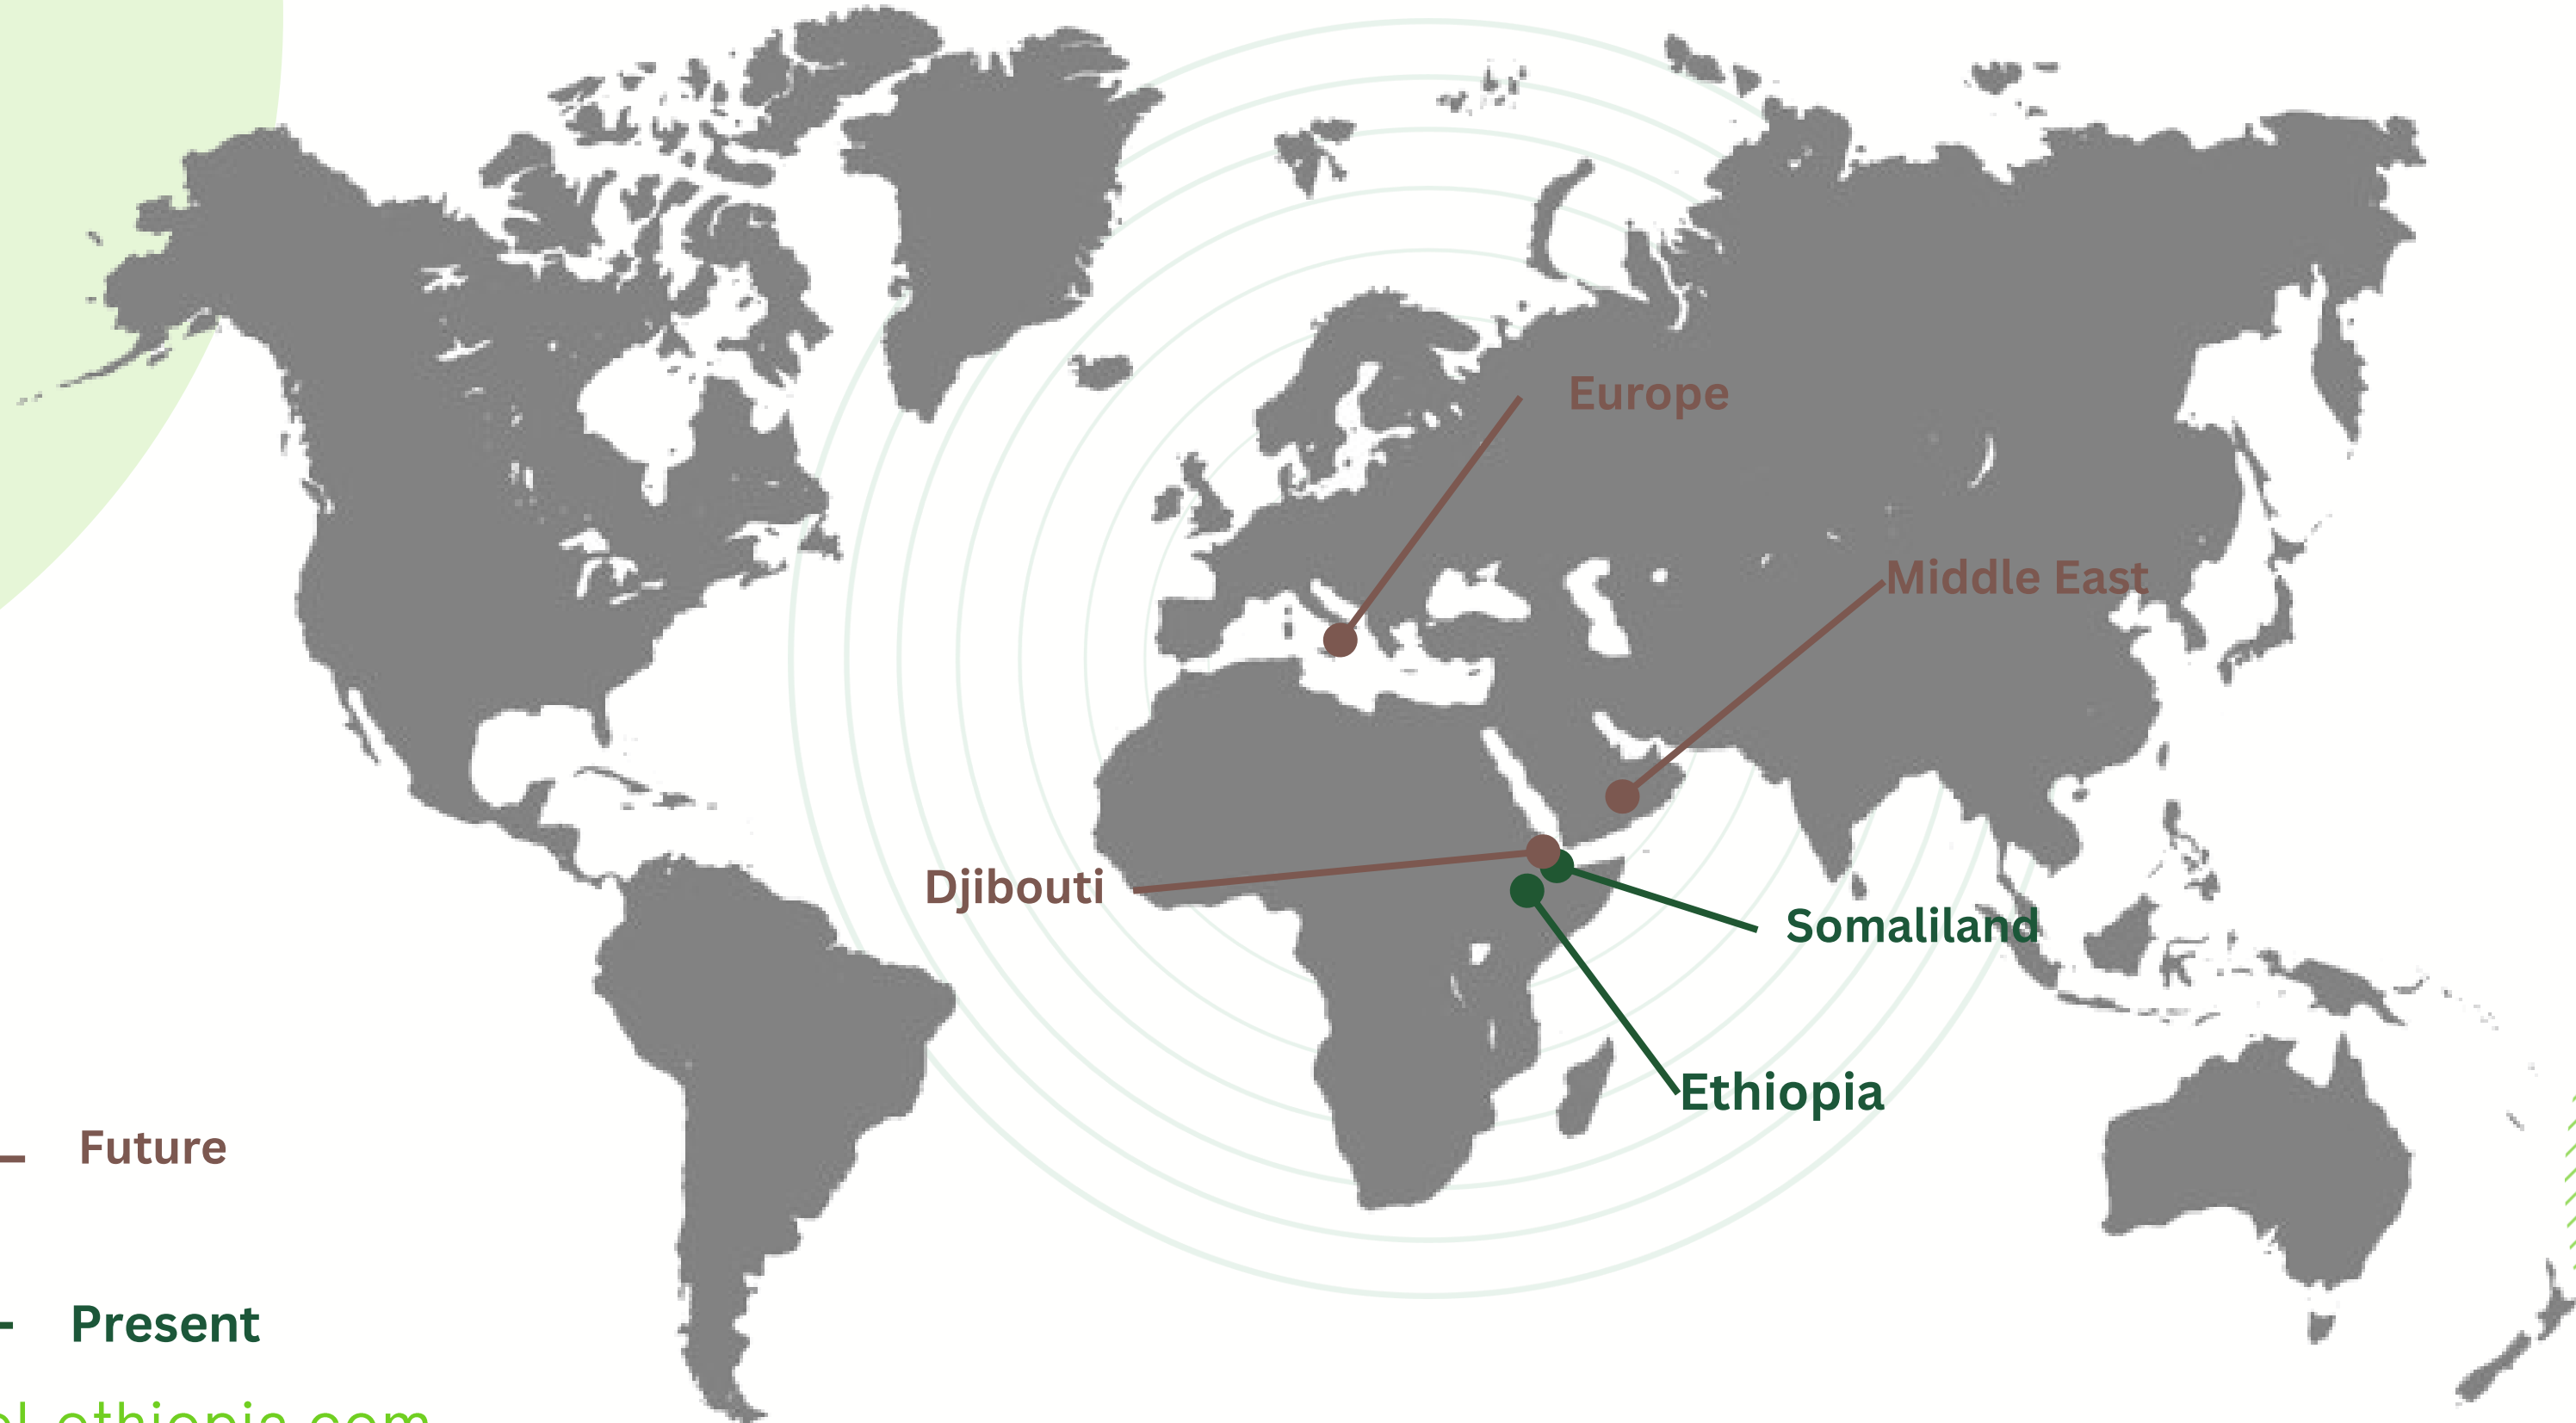 Europe
Middle East
Djibouti
Somaliland
Ethiopia
Future
Present